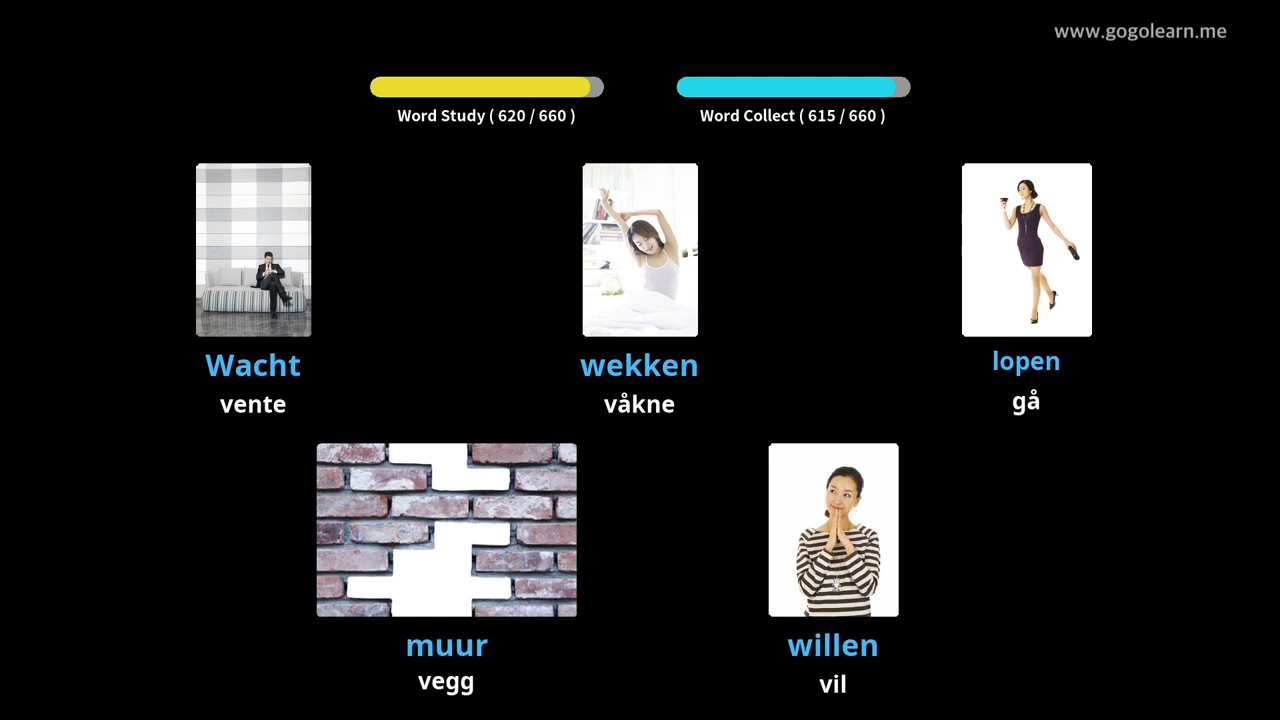 www.gogolearn.me
Word Study ( 620 / 660 )
Word Collect ( 615 / 660 )
Wacht
vente
wekken
våkne
lopen
gå
muur
vegg
willen
vil